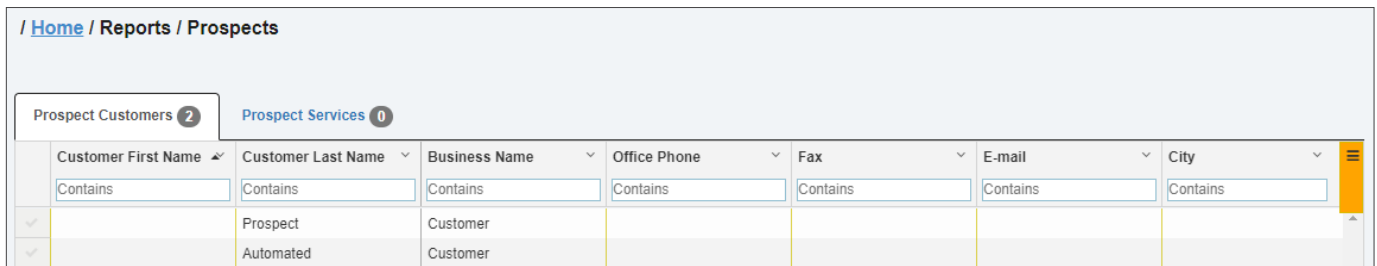 / Home / Reports / Prospects
Prospect Customers 2 Prospect Services 0
Customer First Name Customer Last Name Business Name Office Phone Fax E-mail City
Contains Contains Contains Contains Contains Contains Contains
Prospect Customer
Automated Customer